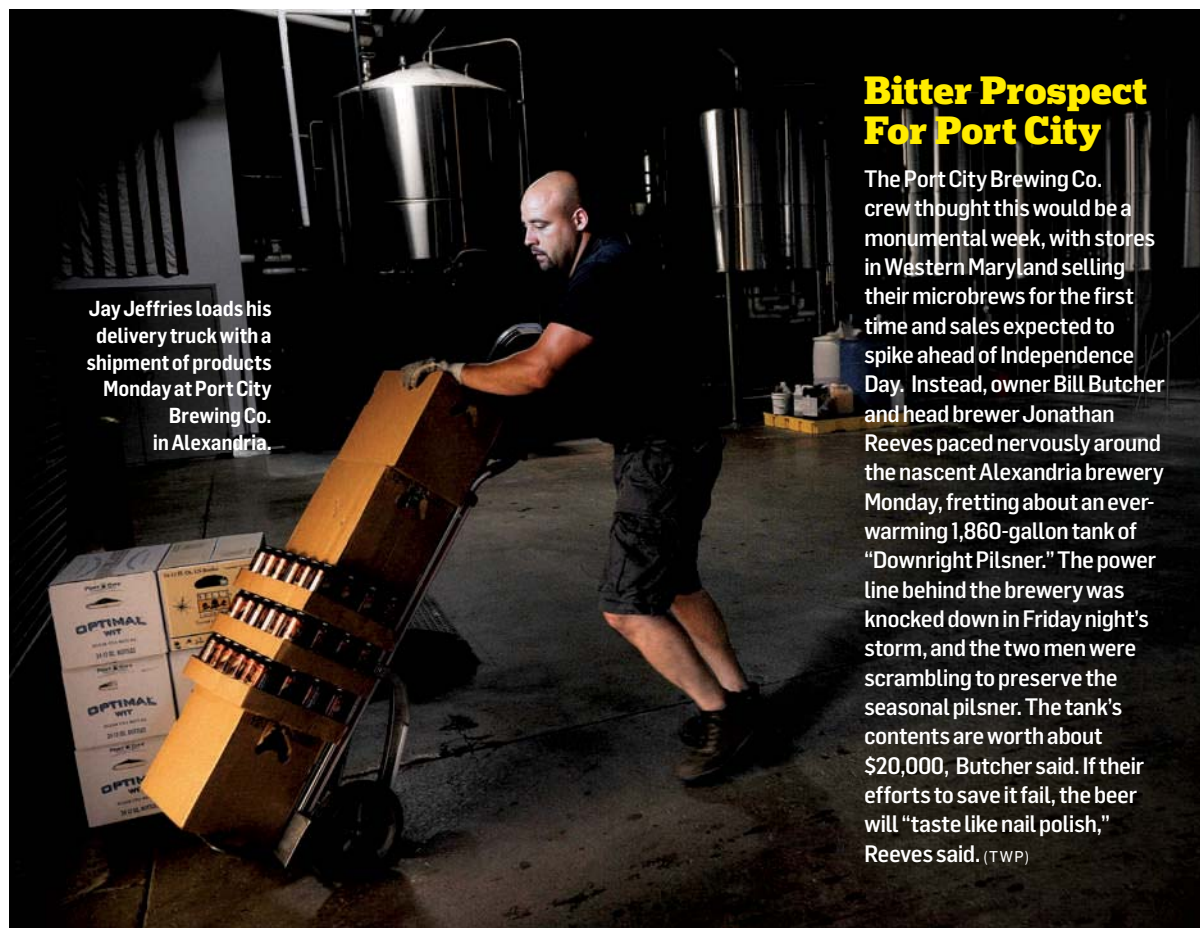 Bitter Prospect
For Port City
The Port City Brewing Co.
crew thought this would be a
monumental week, with stores
in Western Maryland selling
their microbrews for the first
time and sales expected to
spike ahead of Independence
Day.  Instead, owner Bill Butcher
and head brewer Jonathan
Reeves paced nervously around
the nascent Alexandria brewery
Monday, fretting about an ever-
warming 1,860-gallon tank of
“Downright Pilsner.” The power
line behind the brewery was
knocked down in Friday night’s
storm, and the two men were
scrambling to preserve the
seasonal pilsner. The tank’s
contents are worth about
$20,000,  Butcher said. If their
efforts to save it fail, the beer
will “taste like nail polish,”
Reeves said. (TWP)
Jay Jeffries loads his
delivery truck with a
shipment of products
Monday at Port City
Brewing Co.
in Alexandria.
PORT CITY
OPTIMAL
WIT
PORT CITY
OPTIMAL
WIT
OPTIM